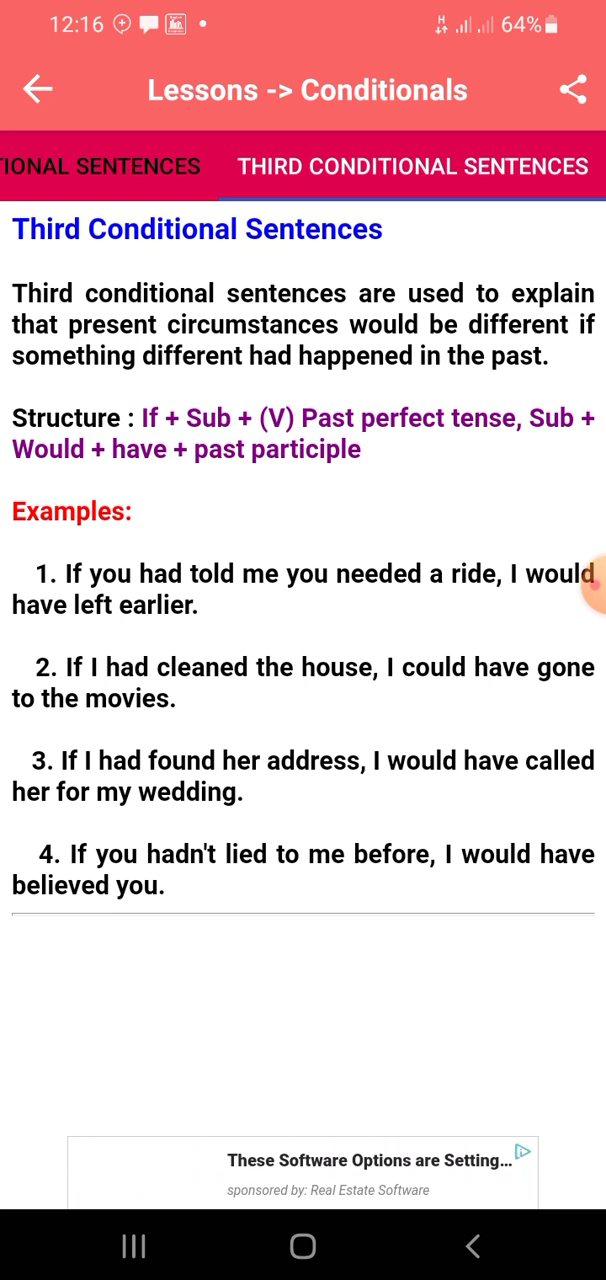 12:16
64%
Lessons -> Conditionals
IONAL SENTENCES
THIRD CONDITIONAL SENTENCES
Third Conditional Sentences
Third conditional sentences are used to explain
that present circumstances would be different if
something different had happened in the past.
Structure : If + Sub + (V) Past perfect tense, Sub +
Would + have + past participle
Examples:
1. If you had told me you needed a ride, I would
have left earlier.
2. If I had cleaned the house, I could have gone
to the movies.
3. If I had found her address, I would have called
her for my wedding.
4. If you hadn't lied to me before, I would have
believed you.
These Software Options are Setting...
sponsored by: Real Estate Software